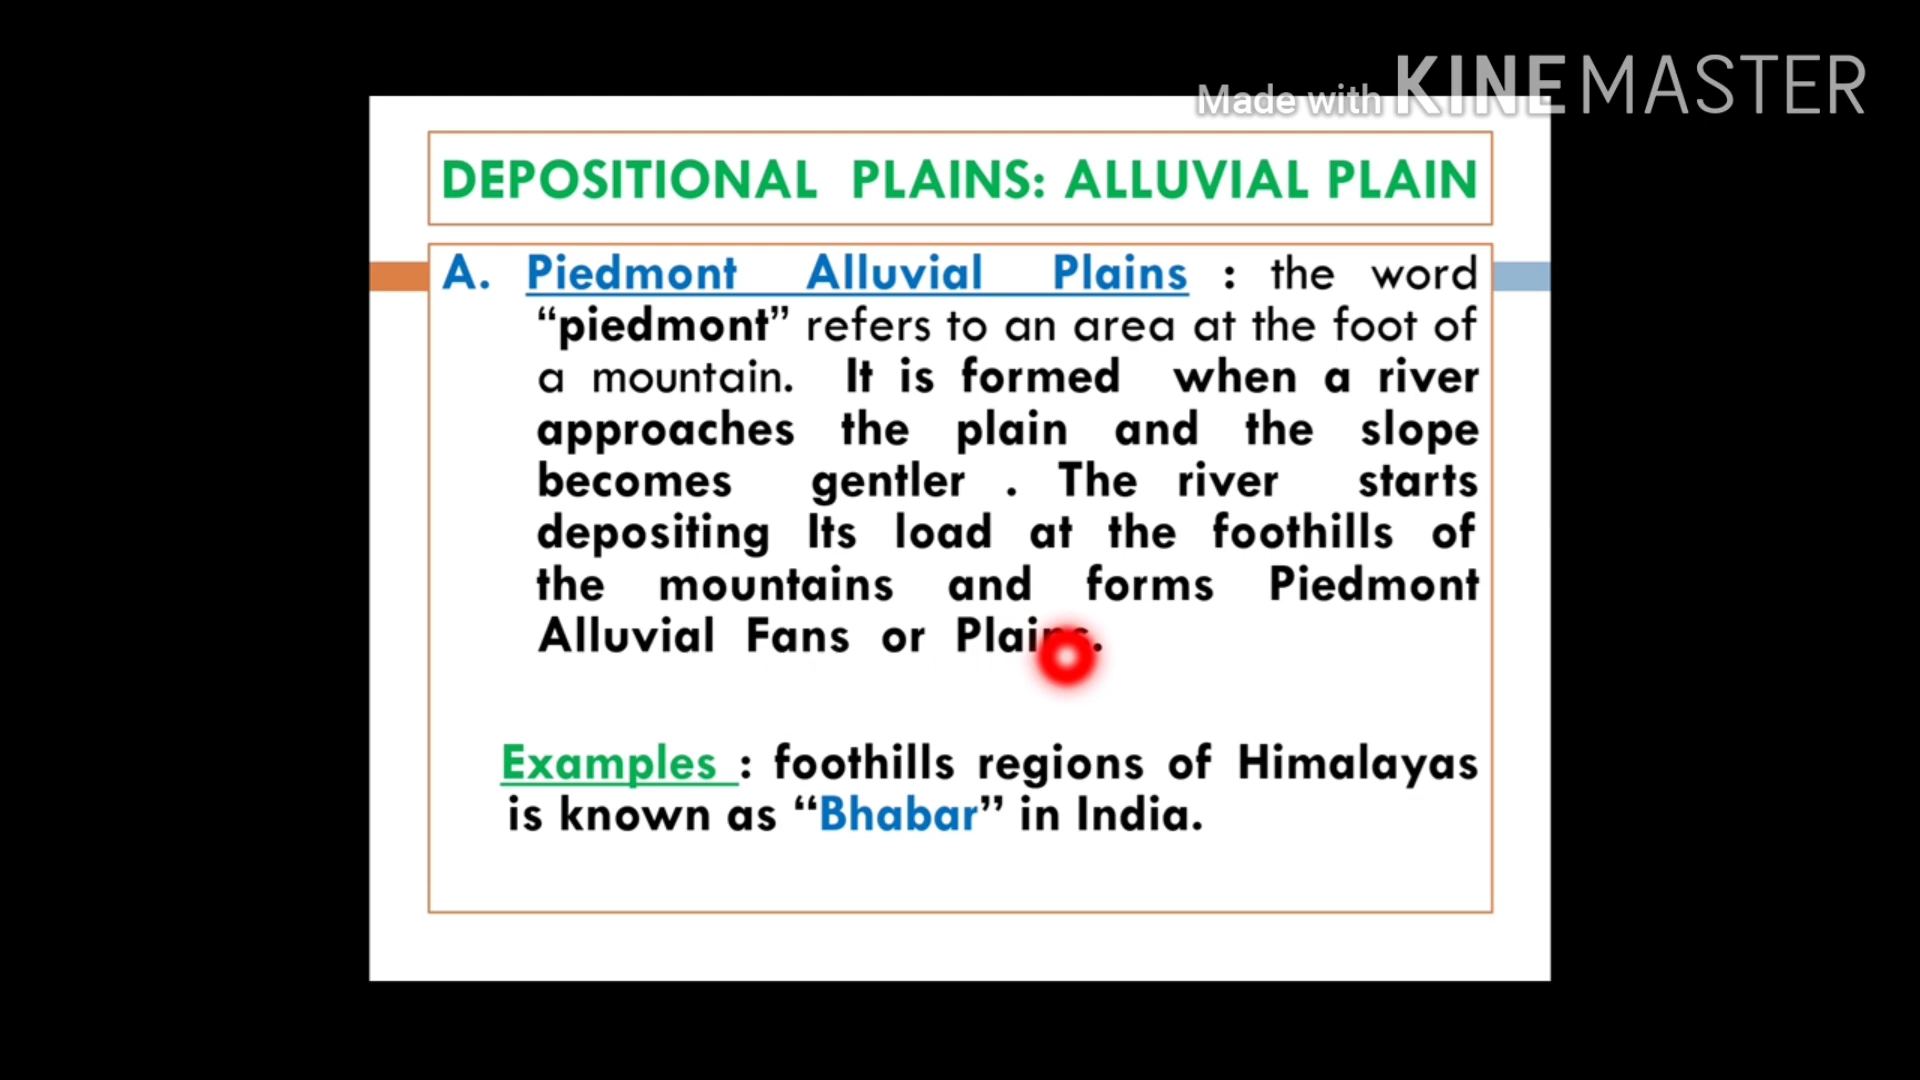 Made with KINEMASTER
DEPOSITIONAL PLAINS: ALLUVIAL PLAIN
A. Piedmont Alluvial Plains : the word
“piedmont” refers to an area at the foot of
a mountain. It is formed when a river
approaches the plain and the slope
becomes gentler . The river starts
depositing Its load at the foothills of
the mountains and forms Piedmont
Alluvial Fans or Plains.
Examples : foothills regions of Himalayas
is known as “Bhabar” in India.